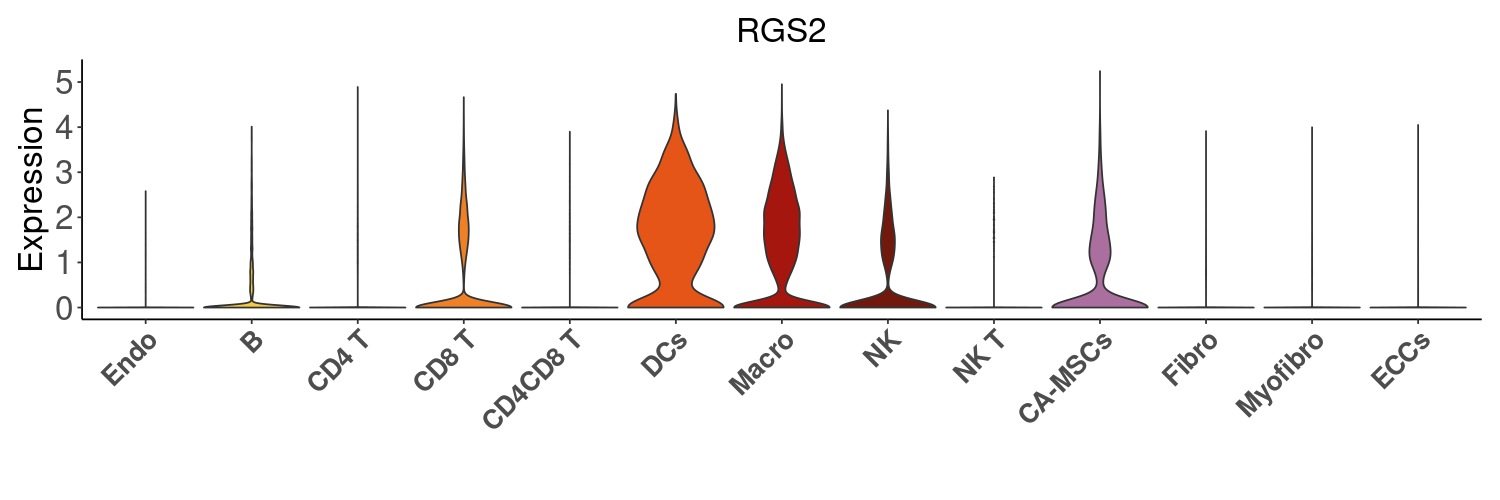 RGS2
Expression
5
4
3
2
1
0
Endo
B
CD4 T
CD8 T
CD4CD8 T
DCs
Macro
NK
NK T
CA-MSCs
Fibro
Myofibro
ECCs